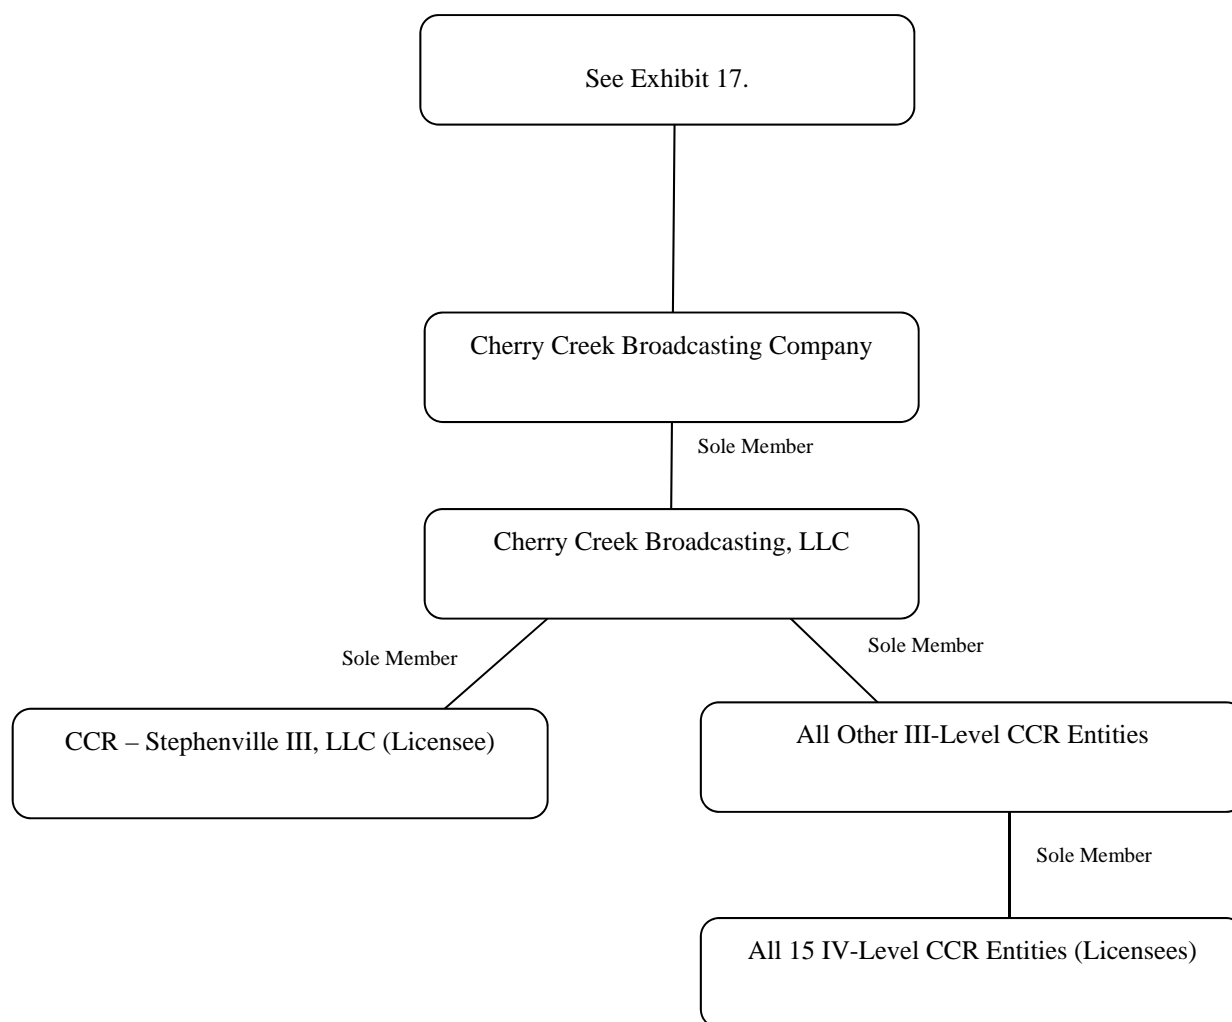 See Exhibit 17.
Cherry Creek Broadcasting Company
Sole Member
Cherry Creek Broadcasting, LLC
Sole Member
Sole Member
CCR – Stephenville III, LLC (Licensee)
All Other III-Level CCR Entities
Sole Member
All 15 IV-Level CCR Entities (Licensees)